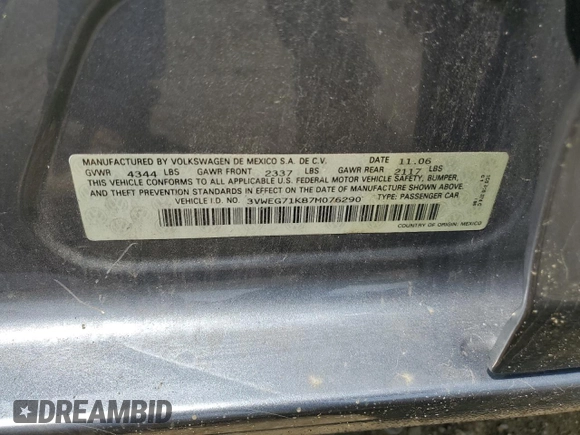 MANUFACTURED BY VOLKSWAGEN DE MEXICO S.A. DE C.V. DATE 11.06
GVWR 4344 LBS GAWR FRONT 2337 LBS GAWR REAR 2117 LBS
THIS VEHICLE CONFORMS TO ALL APPLICABLE U.S. FEDERAL MOTOR VEHICLE SAFETY, BUMPER,
AND THEFT PREVENTION STANDARDS IN EFFECT ON THE DATE OF MANUFACTURE SHOWN ABOVE.
VEHICLE I.D. NO. 3VWEG71K87M076290 TYPE: PASSENGER CAR
COUNTRY OF ORIGIN: MEXICO
DREAMBID